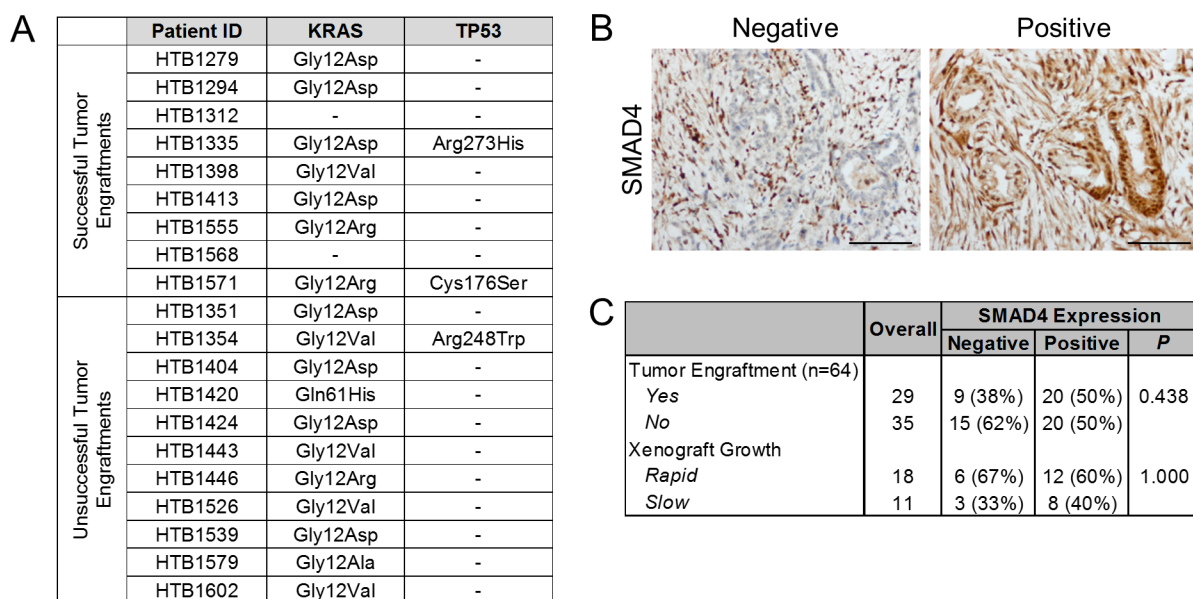 A
Patient ID KRAS TP53
Successful Tumor
Engraftments
HTB1279 Gly12Asp -
HTB1294 Gly12Asp -
HTB1312 - -
HTB1335 Gly12Asp Arg273His
HTB1398 Gly12Val -
HTB1413 Gly12Asp -
HTB1555 Gly12Arg -
HTB1568 - -
HTB1571 Gly12Arg Cys176Ser
Unsuccessful Tumor
Engraftments
HTB1351 Gly12Asp -
HTB1354 Gly12Val Arg248Trp
HTB1404 Gly12Asp -
HTB1420 Gln61His -
HTB1424 Gly12Asp -
HTB1443 Gly12Val -
HTB1446 Gly12Arg -
HTB1526 Gly12Val -
HTB1539 Gly12Asp -
HTB1579 Gly12Ala -
HTB1602 Gly12Val -
B
Negative Positive
SMAD4
C
Overall SMAD4 Expression
Negative Positive P
Tumor Engraftment (n=64)
Yes 29 9 (38%) 20 (50%) 0.438
No 35 15 (62%) 20 (50%)
Xenograft Growth
Rapid 18 6 (67%) 12 (60%) 1.000
Slow 11 3 (33%) 8 (40%)